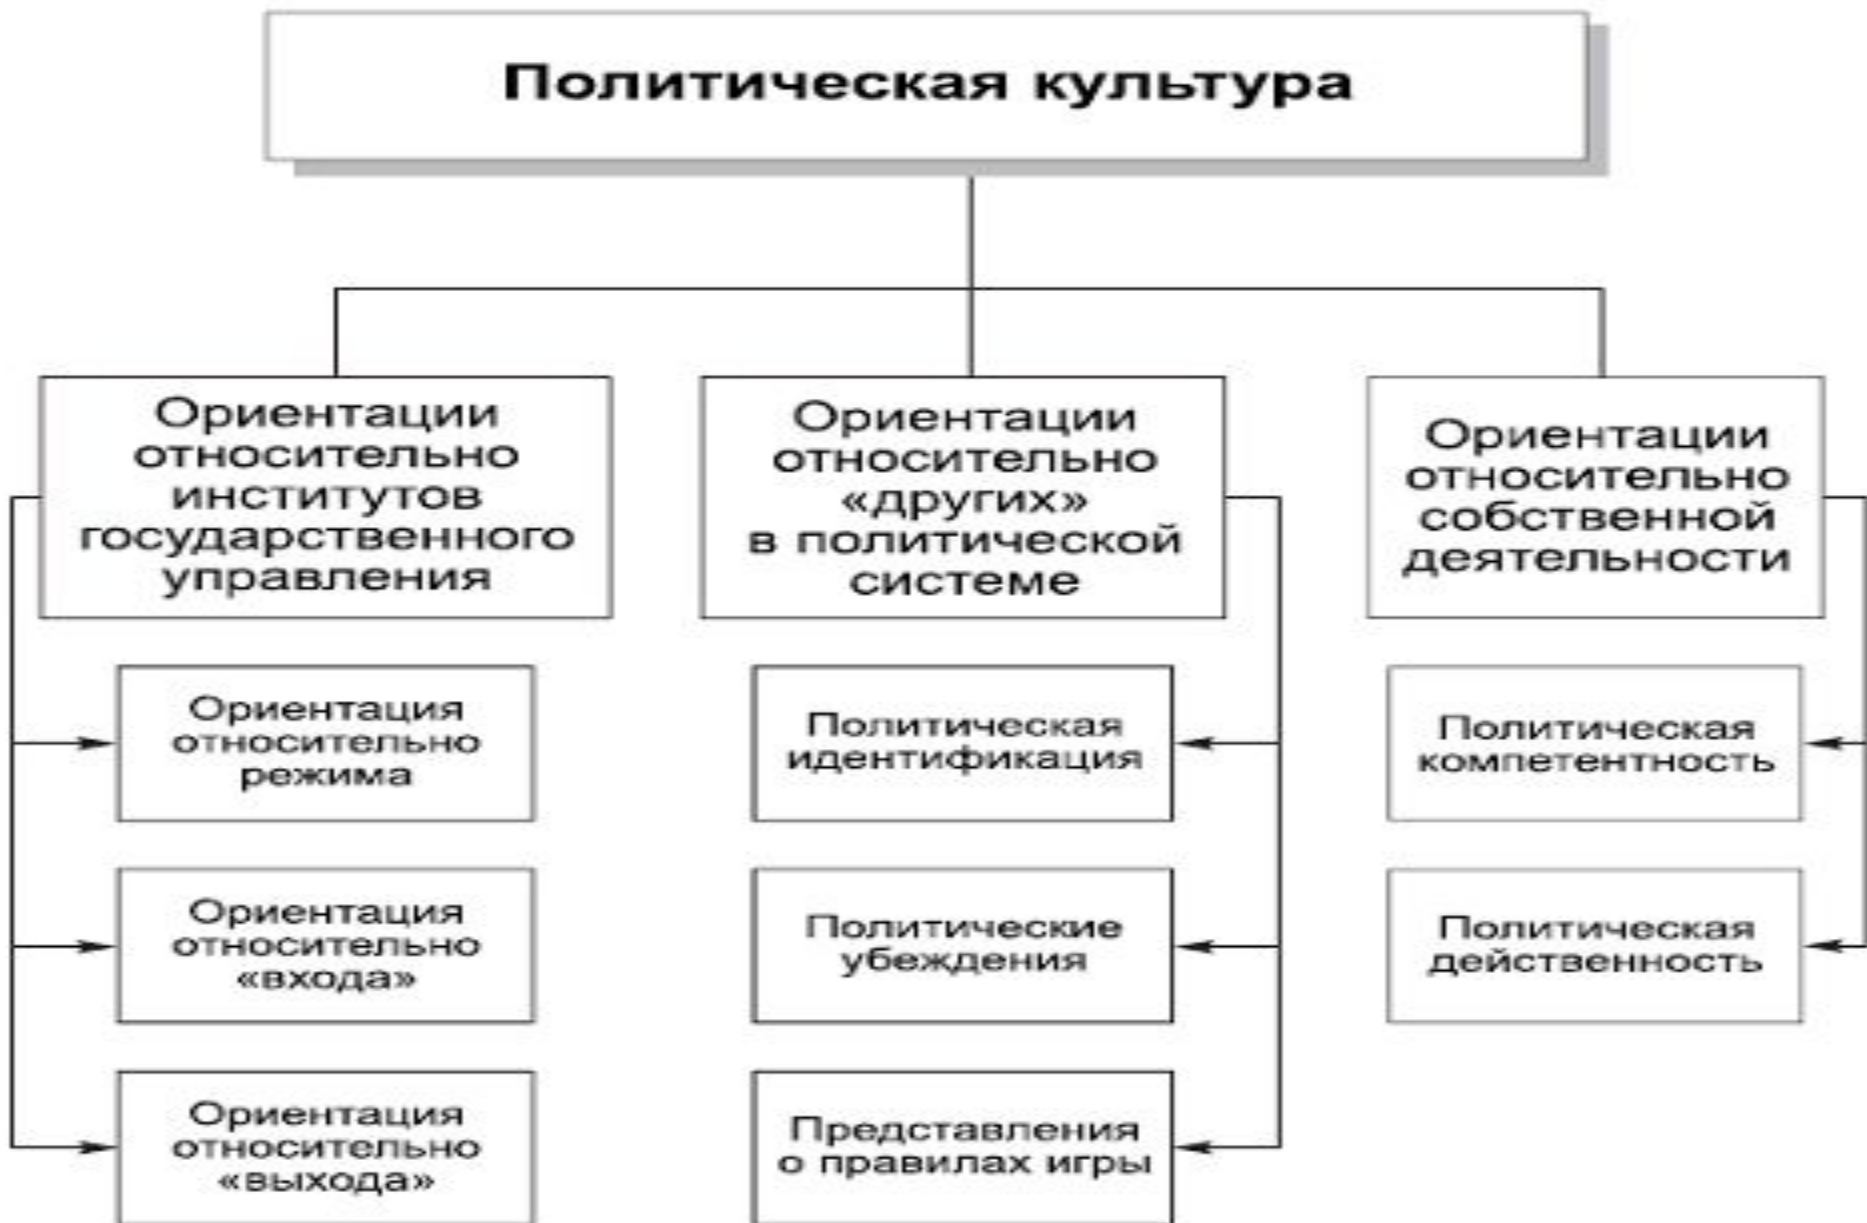 Политическая культура
Ориентации
относительно
институтов
государственного
управления
Ориентация
относительно
режима
Ориентация
относительно
«входа»
Ориентация
относительно
«выхода»
Ориентации
относительно
«других»
в политической
системе
Политическая
идентификация
Политические
убеждения
Представления
о правилах игры
Ориентации
относительно
собственной
деятельности
Политическая
компетентность
Политическая
действенность